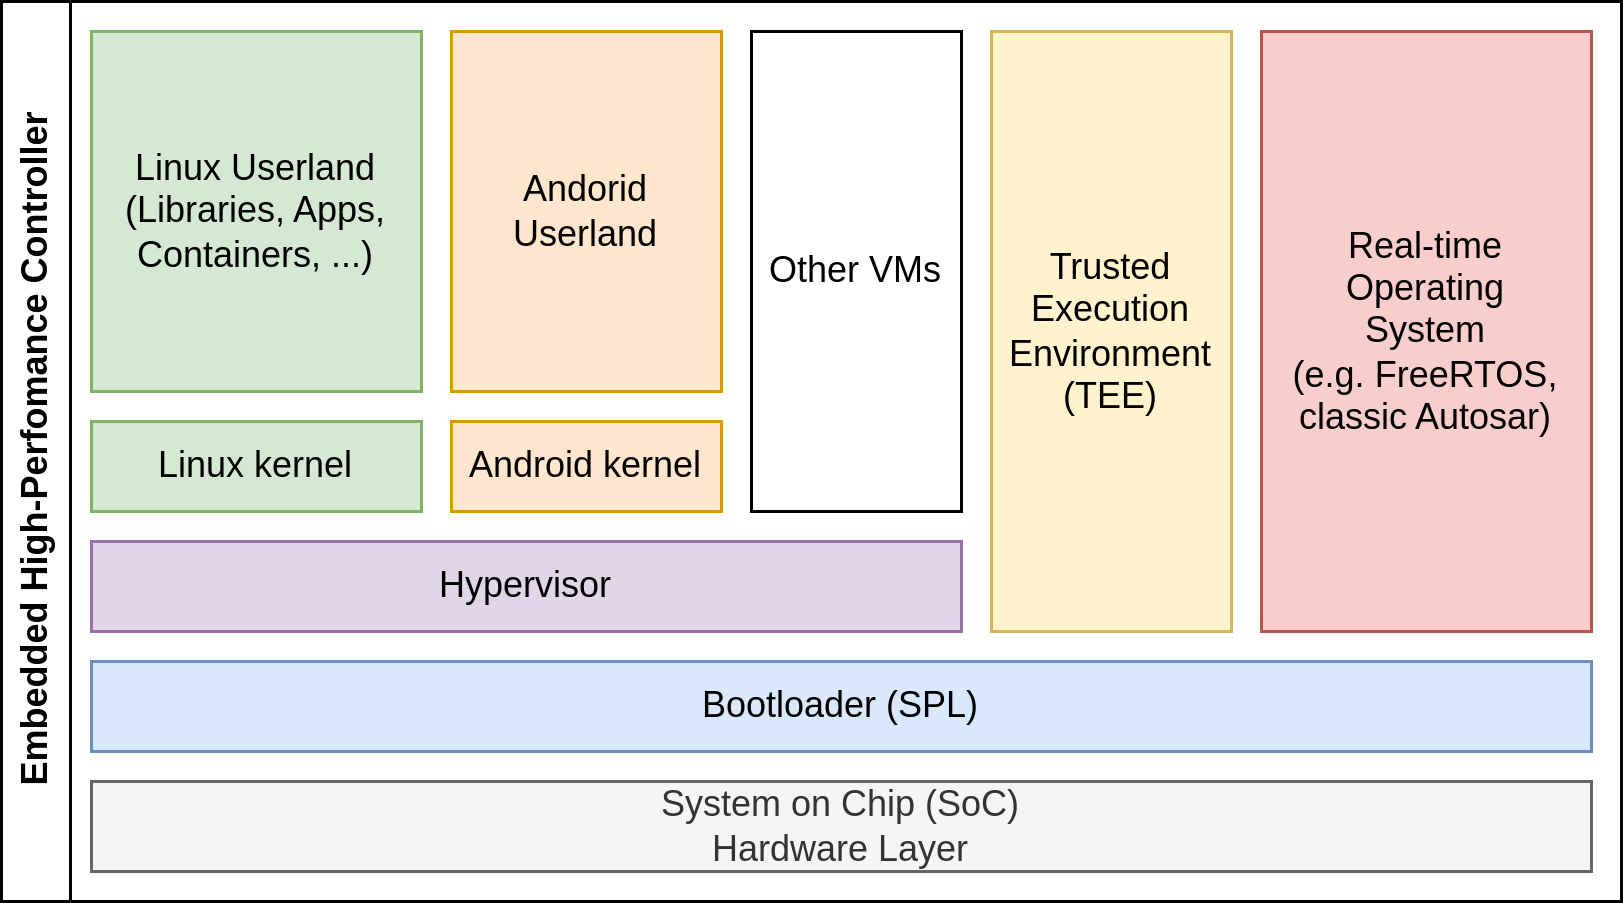 Embedded High-Perfomance Controller
Linux Userland
(Libraries, Apps,
Containers, ...)
Andorid
Userland
Other VMs
Trusted
Execution
Environment
(TEE)
Real-time
Operating
System
(e.g. FreeRTOS,
classic Autosar)
Linux kernel
Android kernel
Hypervisor
Bootloader (SPL)
System on Chip (SoC)
Hardware Layer